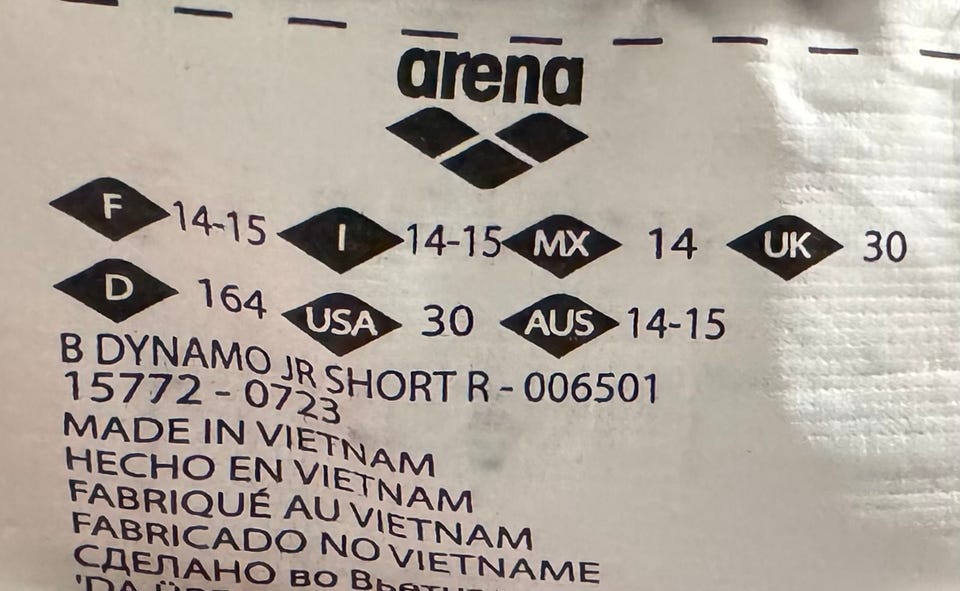 arena
F 14-15 I 14-15 MX 14 UK 30
D 164 USA 30 AUS 14-15
B DYNAMO JR SHORT R - 006501
15772 - 0723
MADE IN VIETNAM
HECHO EN VIETNAM
FABRIQUÉ AU VIETNAM
FABRICADO NO VIETNAME
СДЕЛАНО во